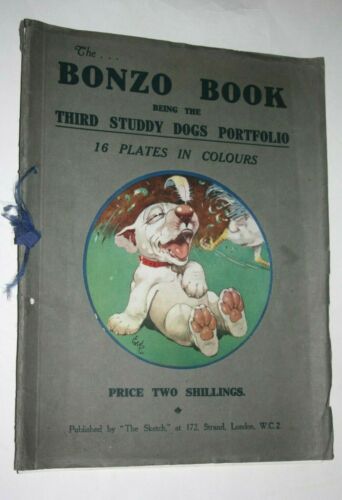 The . . .
BONZO BOOK
BEING THE
THIRD STUDDY DOGS PORTFOLIO
16 PLATES IN COLOURS
PRICE TWO SHILLINGS.
Published by "The Sketch," at 172, Strand, London, W.C. 2.